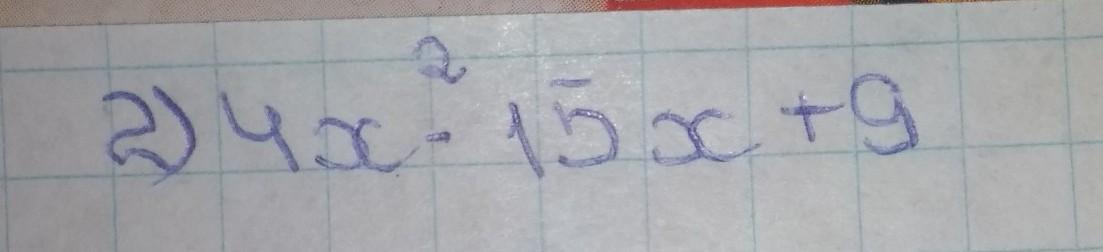 2) 4x² - 15x + 9